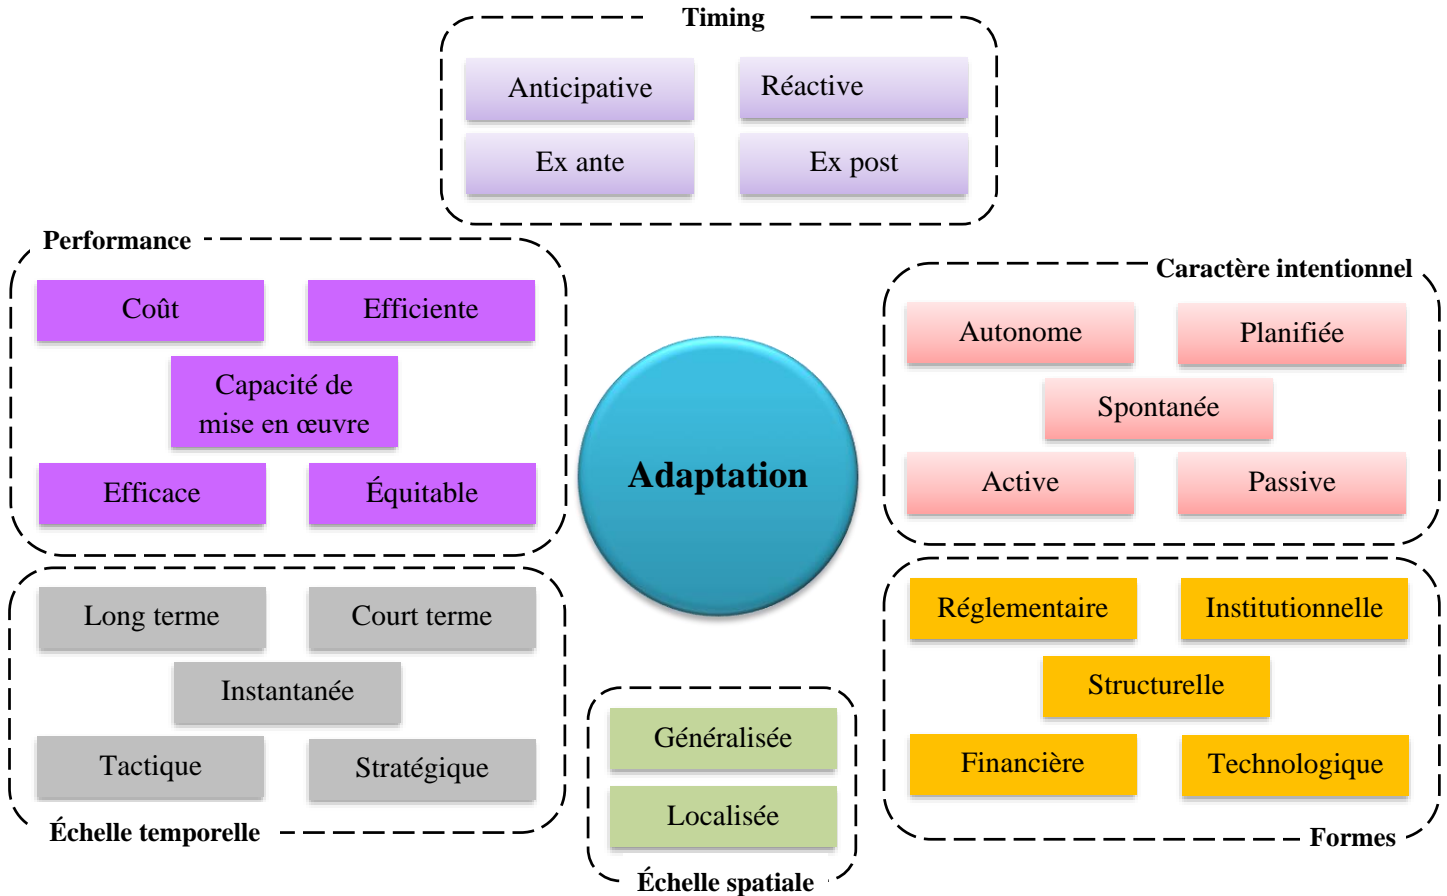 Timing
Anticipative
Réactive
Ex ante
Ex post
Performance
Coût
Efficiente
Capacité de
mise en œuvre
Efficace
Équitable
Caractère intentionnel
Autonome
Planifiée
Spontanée
Active
Passive
Adaptation
Long terme
Court terme
Instantanée
Tactique
Stratégique
Échelle temporelle
Généralisée
Localisée
Échelle spatiale
Réglementaire
Institutionnelle
Structurelle
Financière
Technologique
Formes